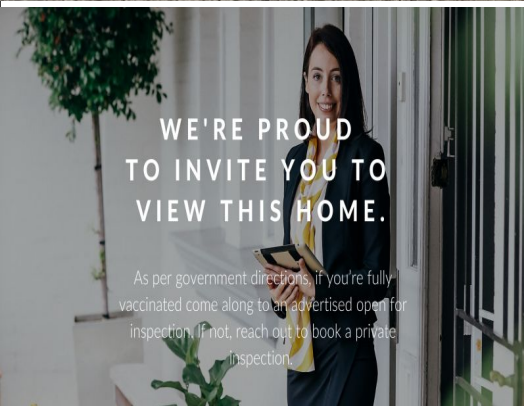 WE'RE PROUD
TO INVITE YOU TO
VIEW THIS HOME.
As per government directions, if you're fully
vaccinated come along to an advertised open for
inspection. If not, reach out to book a private
inspection.